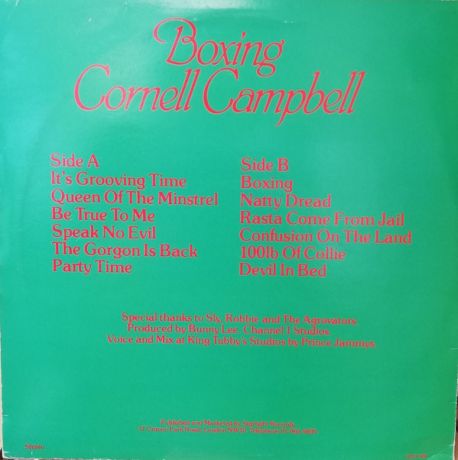 Boxing
Cornell Campbell
Side A
It's Grooving Time
Queen Of The Minstrel
Be True To Me
Speak No Evil
The Gorgon Is Back
Party Time
Side B
Boxing
Natty Dread
Rasta Come From Jail
Confusion On The Land
100lb Of Collie
Devil In Bed
Special thanks to Sly, Robbie and The Agrovators
Produced by Bunny Lee, Channel 1 Studios
Voice and Mix at King Tubby's Studios by Prince Jammys